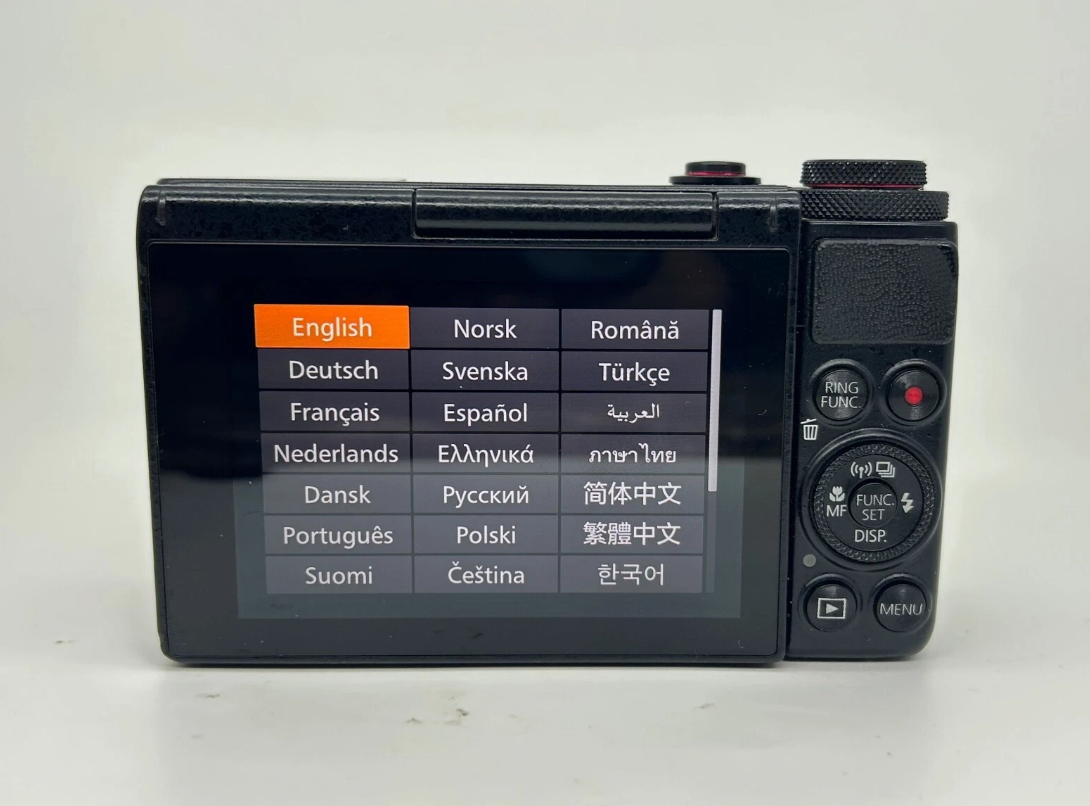 English Norsk Română
Deutsch Svenska Türkçe
Français Español العربية
Nederlands Ελληνικά ภาษาไทย
Dansk Русский 简体中文
Português Polski 繁體中文
Suomi Čeština 한국어
RING
FUNC.
MF
FUNC.
SET
DISP.
MENU